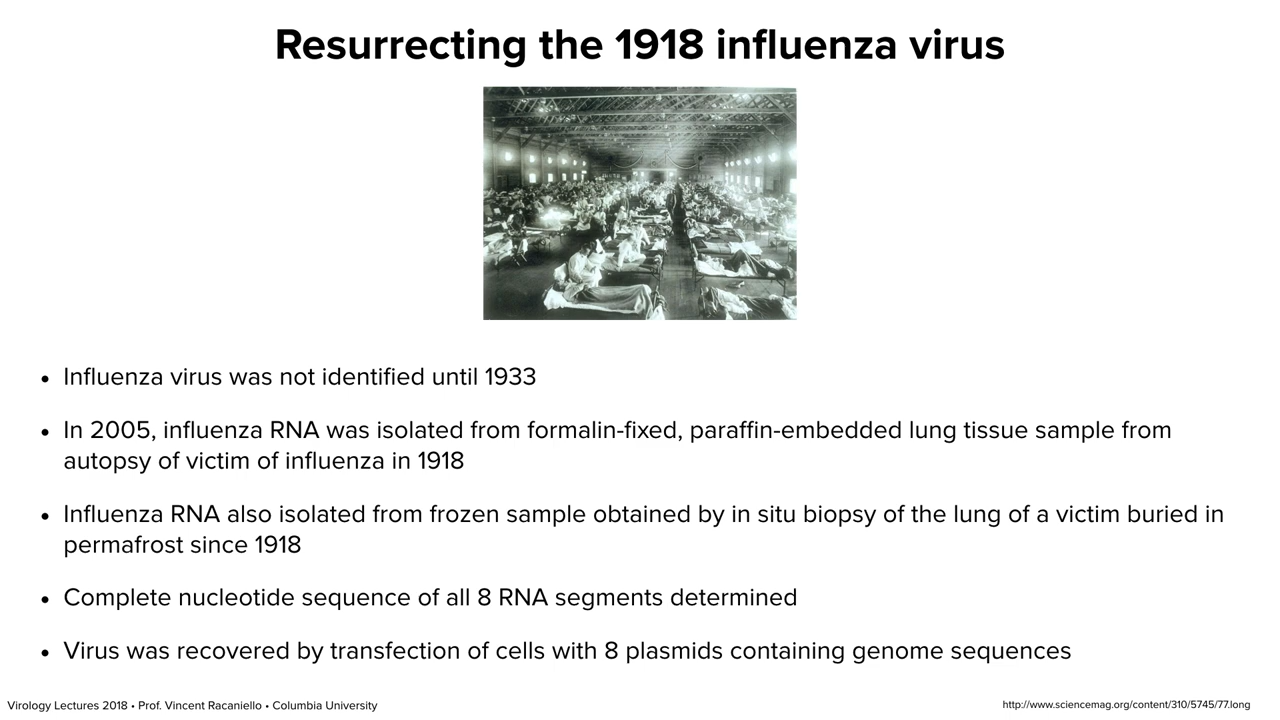 Resurrecting the 1918 influenza virus
• Influenza virus was not identified until 1933
• In 2005, influenza RNA was isolated from formalin-fixed, paraffin-embedded lung tissue sample from
autopsy of victim of influenza in 1918
• Influenza RNA also isolated from frozen sample obtained by in situ biopsy of the lung of a victim buried in
permafrost since 1918
• Complete nucleotide sequence of all 8 RNA segments determined
• Virus was recovered by transfection of cells with 8 plasmids containing genome sequences
Virology Lectures 2018 • Prof. Vincent Racaniello • Columbia University
http://www.sciencemag.org/content/310/5745/77.long